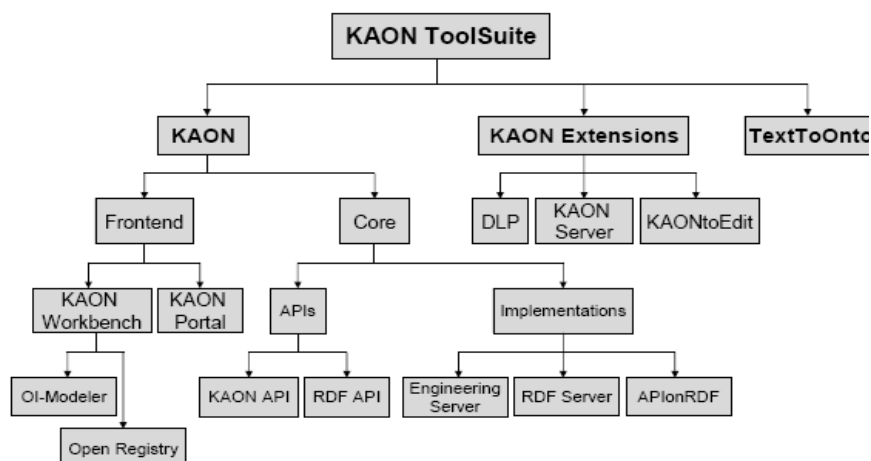 KAON ToolSuite
KAON
KAON Extensions
TextToOnto
Frontend
Core
DLP
KAON
Server
KAONtoEdit
KAON
Workbench
KAON
Portal
APIs
Implementations
OI-Modeler
KAON API
RDF API
Engineering
Server
RDF Server
APIonRDF
Open Registry